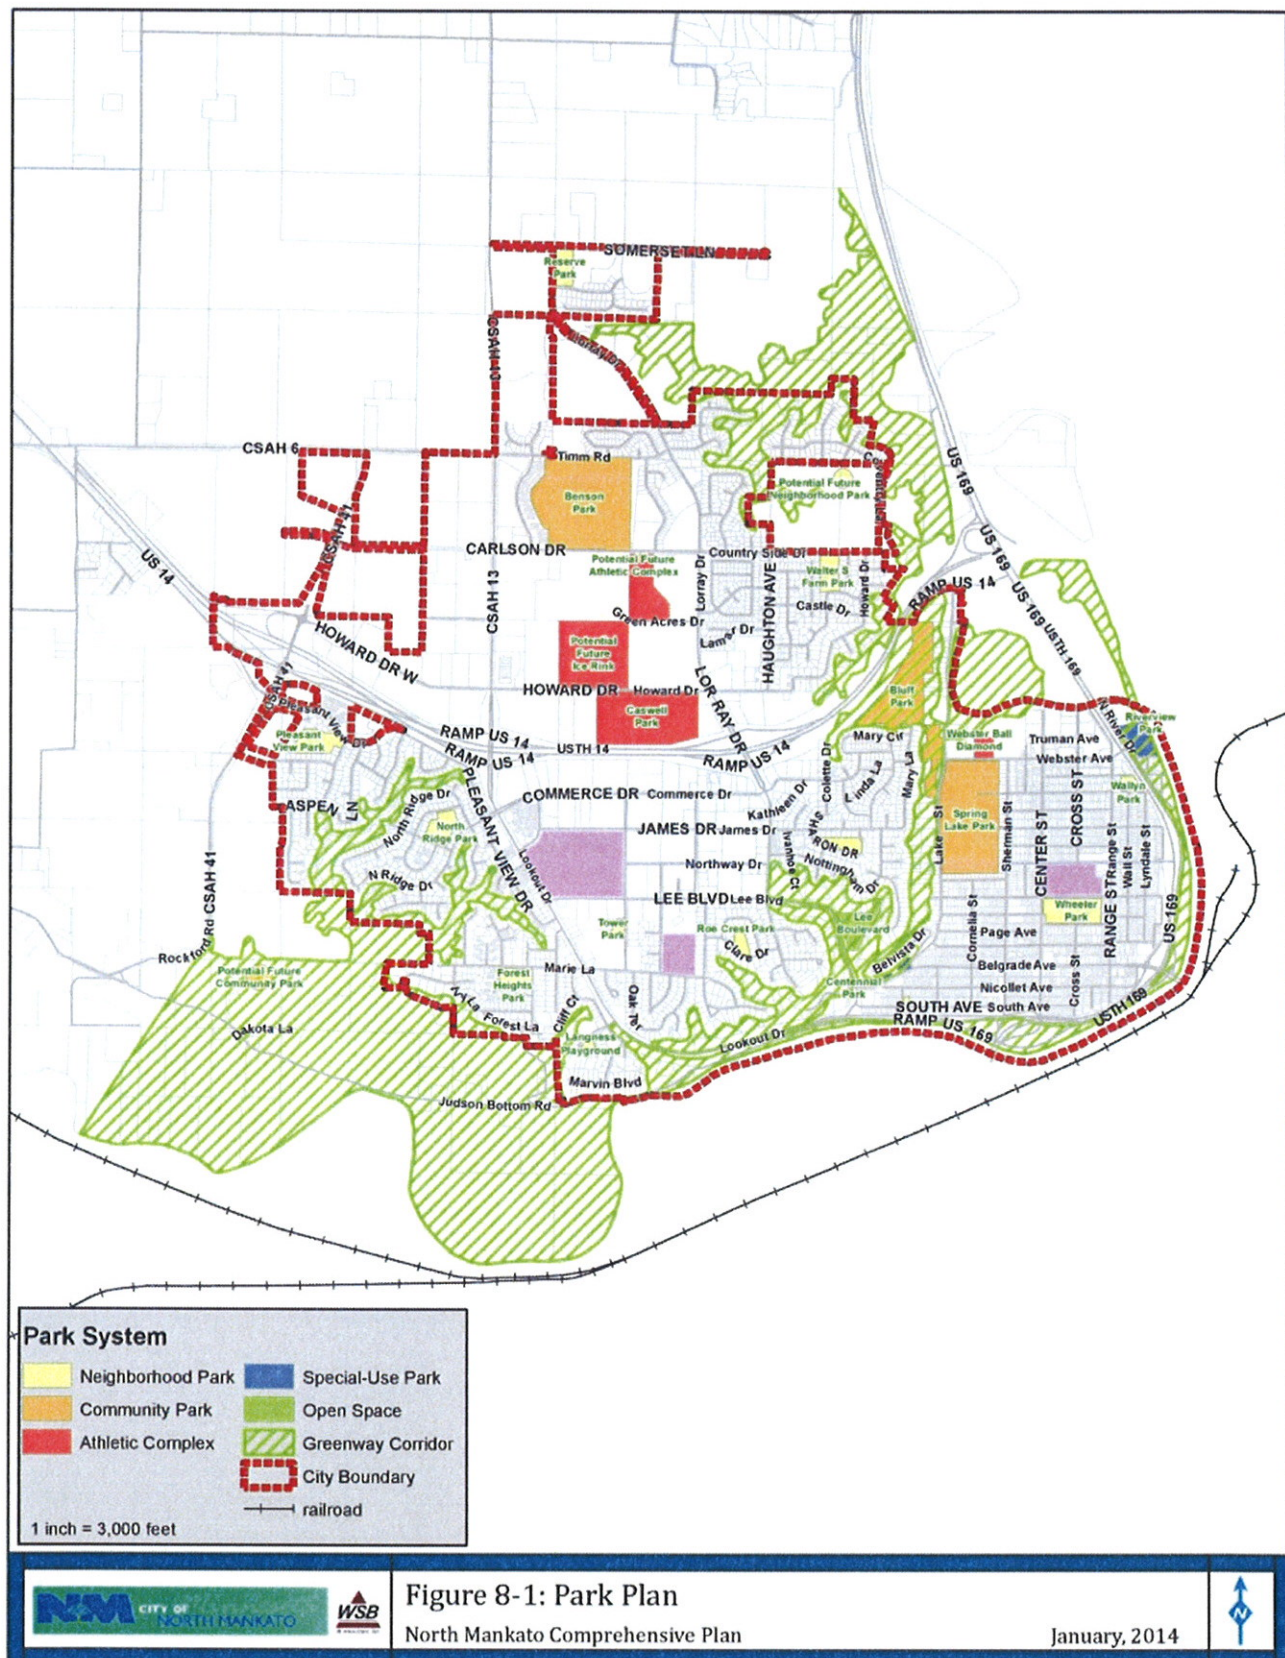 SOMERSET LN
Reserve
Park
CSAH 13
Lorray Dr
CSAH 6
Timm Rd
US 169
Benson
Park
Potential Future
Neighborhood Park
CSAH 41
US 14
CARLSON DR
Potential Future
Athletic Complex
Country Side Dr
Walter S
Farm Park
US 169
RAMP US 14
US 169
CSAH 13
Lorray Dr
HAUGHTON AVE
Howard Dr
Castle Dr
Green Acres Dr
Lamar Dr
HOWARD DR W
Potential
Future
Ice Rink
USTH 169
CSAH 41
HOWARD DR
Howard Dr
LOR RAY DR
Bluff
Park
Caswell
Park
Pleasant View Dr
Pleasant
View Park
RAMP US 14
RAMP US 14
USTH 14
RAMP US 14
Mary Cir
Webster Ball
Diamond
Truman Ave
Webster Ave
N River Dr
Riverview
Park
Wallyn
Park
ASPEN
LN
North Ridge Dr
PLEASANT VIEW DR
COMMERCE DR
Commerce Dr
Kathleen Dr
Colette Dr
Linda La
Mary La
North
Ridge Park
JAMES DR
James Dr
SHARON DR
Lake St
Spring
Lake Park
Sherman St
CENTER ST
CROSS ST
RANGE ST
Range St
Wall St
Lyndale St
N Ridge Dr
Lookout Dr
Northway Dr
Ivanhoe Ct
Nottingham Dr
CSAH 41
LEE BLVD
Lee Blvd
Lee
Boulevard
Cornelia St
Wheeler
Park
US 169
Rockford Rd
Tower
Park
Roe Crest Park
Clare Dr
Page Ave
Belvista Dr
Belgrade Ave
Potential Future
Community Park
Forest
Heights
Park
Marie La
Centennial
Park
Nicollet Ave
Cross St
Forest La
Cliff Ct
Oak Ter
SOUTH AVE
South Ave
RAMP US 169
USTH 169
Dakota La
Langness
Playground
Lookout Dr
Marvin Blvd
Judson Bottom Rd
Park System
Neighborhood Park
Special-Use Park
Community Park
Open Space
Athletic Complex
Greenway Corridor
City Boundary
railroad
1 inch = 3,000 feet
CITY OF
NORTH MANKATO
WSB
Figure 8-1: Park Plan
North Mankato Comprehensive Plan
January, 2014
N